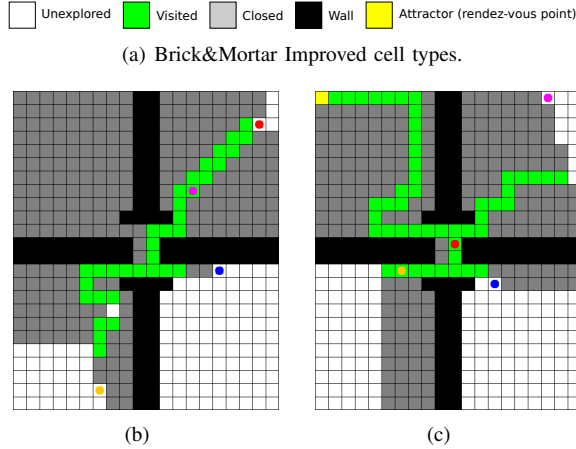 Unexplored Visited Closed Wall Attractor (rendez-vous point)
(a) Brick&Mortar Improved cell types.
(b) (c)